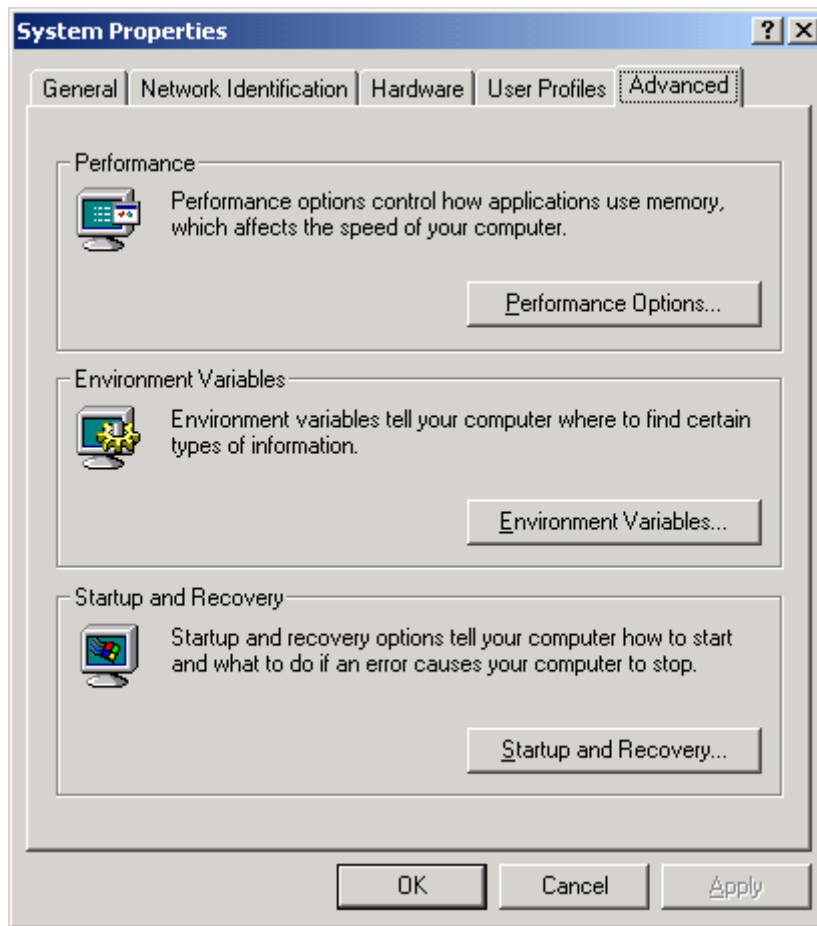 System Properties
General Network Identification Hardware User Profiles Advanced
Performance
Performance options control how applications use memory,
which affects the speed of your computer.
Performance Options...
Environment Variables
Environment variables tell your computer where to find certain
types of information.
Environment Variables...
Startup and Recovery
Startup and recovery options tell your computer how to start
and what to do if an error causes your computer to stop.
Startup and Recovery...
OK Cancel Apply